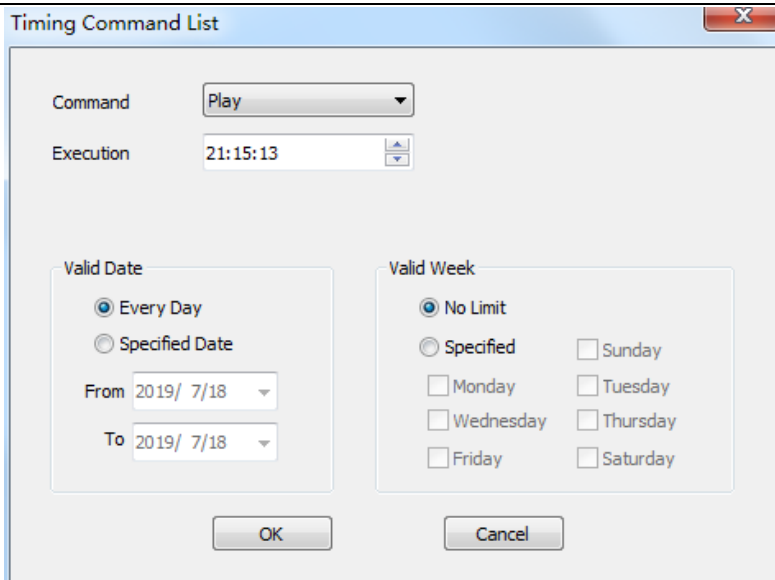 Timing Command List
Command Play
Execution 21:15:13
Valid Date
Every Day
Specified Date
From 2019/ 7/18
To 2019/ 7/18
Valid Week
No Limit
Specified Sunday
Monday Tuesday
Wednesday Thursday
Friday Saturday
OK Cancel